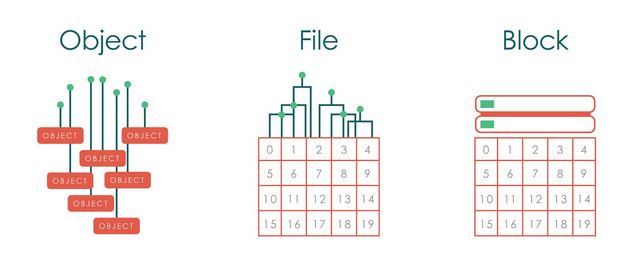 Object
File
Block
OBJECT
OBJECT
OBJECT
OBJECT
OBJECT
OBJECT
OBJECT
0 1 2 3 4
5 6 7 8 9
10 11 12 13 14
15 16 17 18 19
0 1 2 3 4
5 6 7 8 9
10 11 12 13 14
15 16 17 18 19